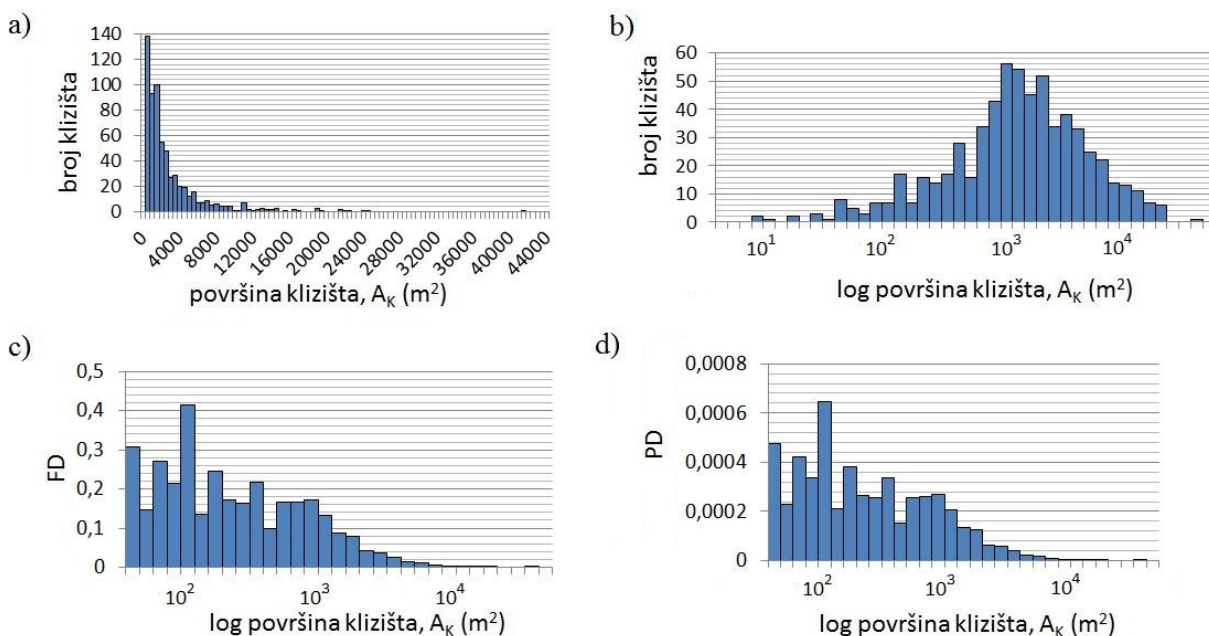 a)
140
120
100
80
60
40
20
0
broj klizišta
0 4000 8000 12000 16000 20000 24000 28000 32000 36000 40000 44000
površina klizišta, A_K (m²)
b)
60
50
40
30
20
10
0
broj klizišta
10¹ 10² 10³ 10⁴
log površina klizišta, A_K (m²)
c)
0,5
0,4
0,3
0,2
0,1
0
FD
10² 10³ 10⁴
log površina klizišta, A_K (m²)
d)
0,0008
0,0006
0,0004
0,0002
0
PD
10² 10³ 10⁴
log površina klizišta, A_K (m²)